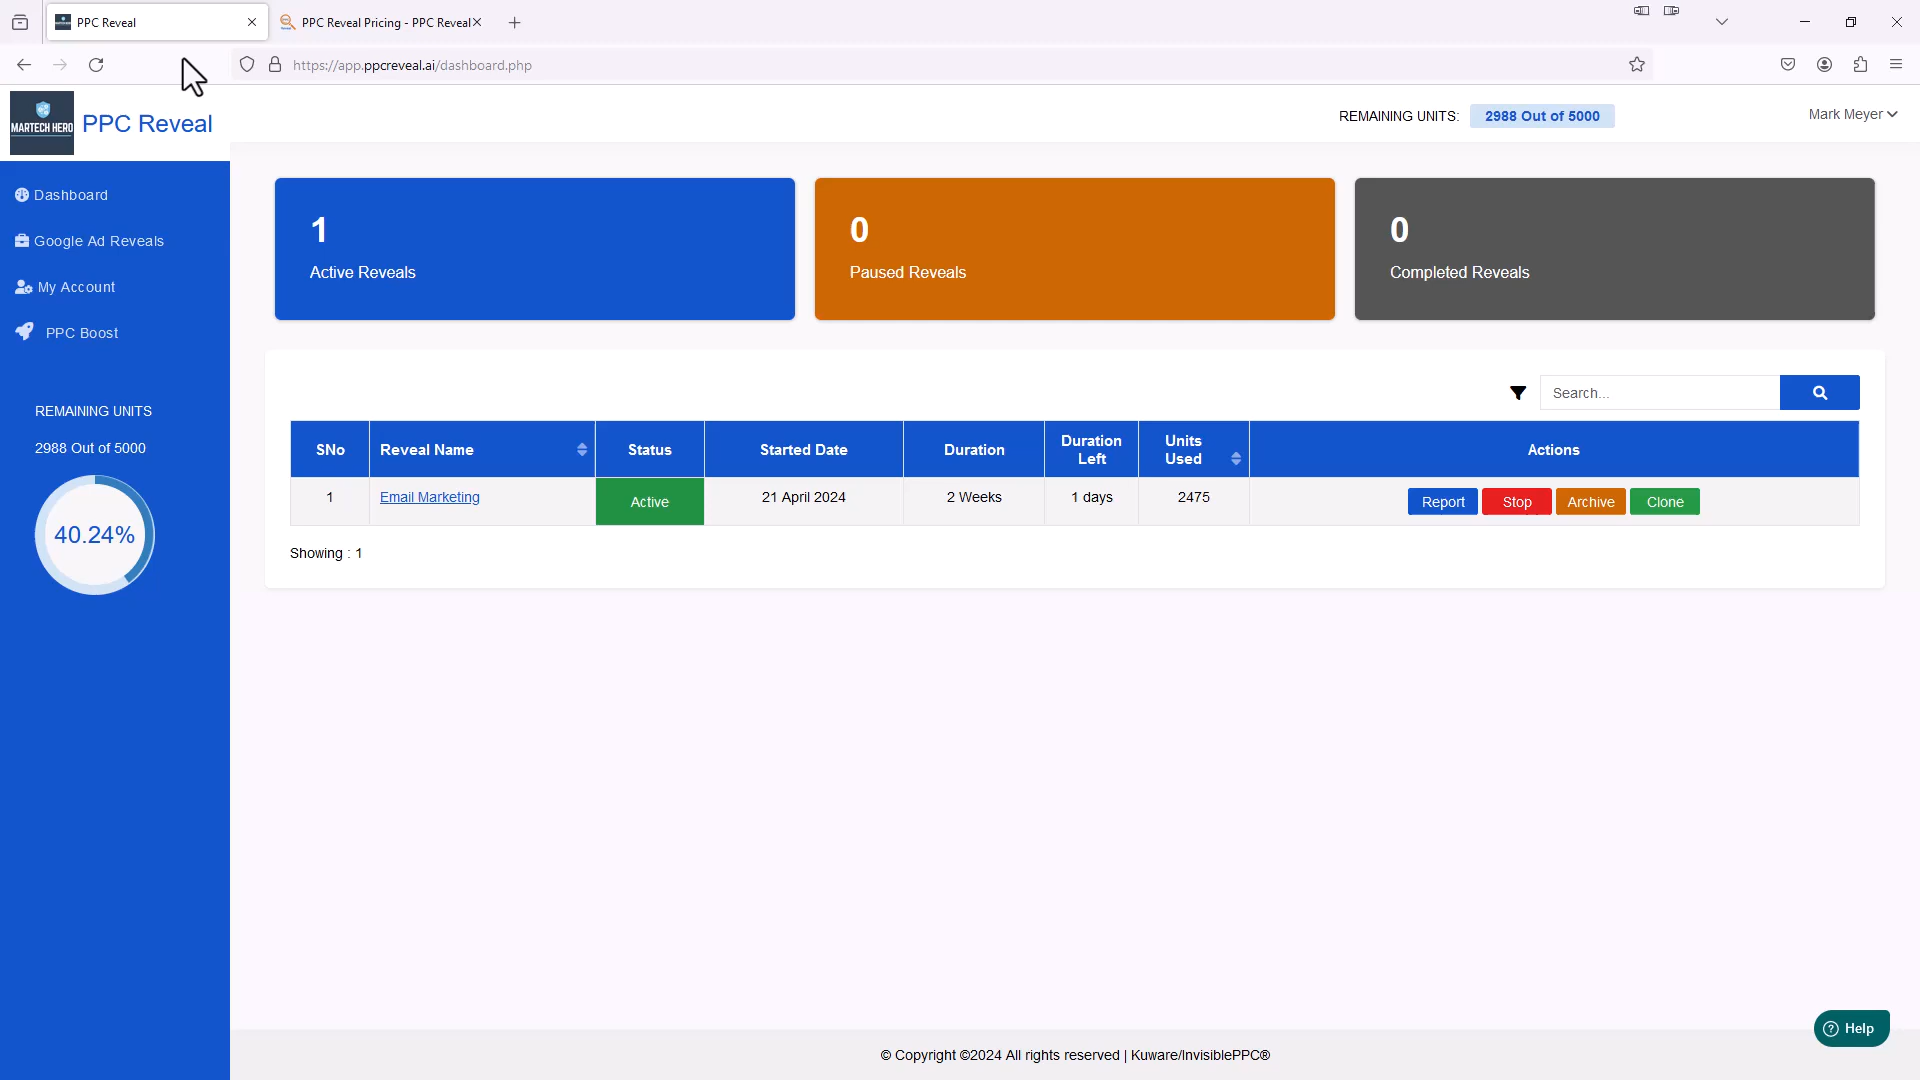 PPC Reveal
PPC Reveal Pricing - PPC Reveal
https://app.ppcreveal.ai/dashboard.php
MARTECH HERO
PPC Reveal
REMAINING UNITS: 2988 Out of 5000
Mark Meyer
Dashboard
Google Ad Reveals
My Account
PPC Boost
REMAINING UNITS
2988 Out of 5000
40.24%
1
Active Reveals
0
Paused Reveals
0
Completed Reveals
Search...
SNo Reveal Name Status Started Date Duration Duration Left Units Used Actions
1 Email Marketing Active 21 April 2024 2 Weeks 1 days 2475 Report Stop Archive Clone
Showing : 1
Help
© Copyright ©2024 All rights reserved | Kuware/InvisiblePPC®